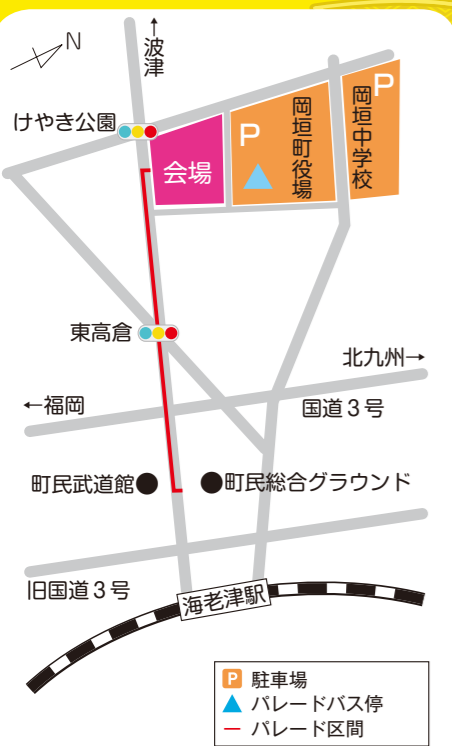 N
↑波津
けやき公園
会場
P
岡垣町役場
P
岡垣中学校
東高倉
北九州→
←福岡
国道3号
町民武道館
町民総合グラウンド
旧国道3号
海老津駅
P 駐車場
パレードバス停
パレード区間